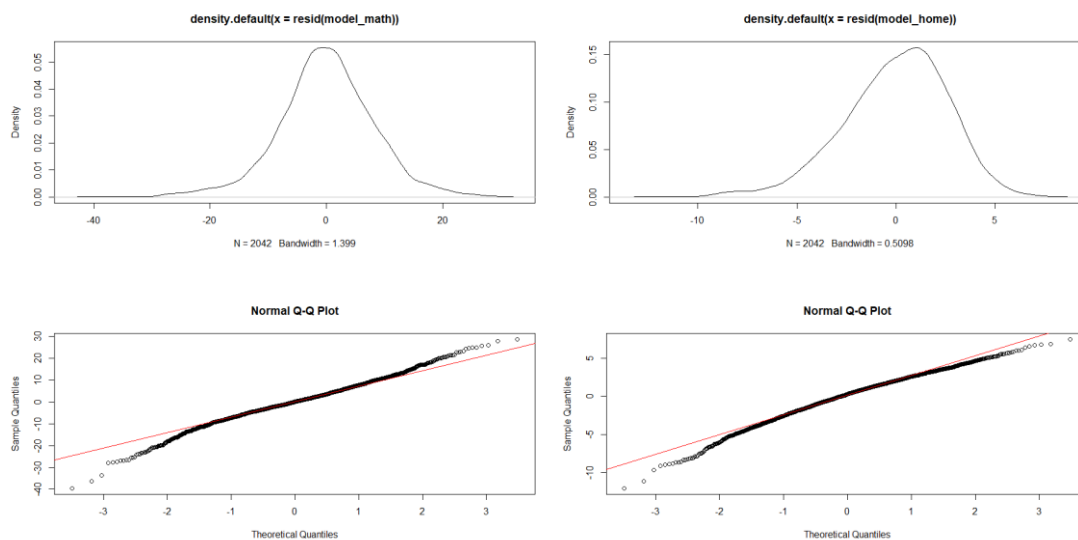 density.default(x = resid(model_math))
Density
0.00 0.01 0.02 0.03 0.04 0.05
-40 -20 0 20
N = 2042 Bandwidth = 1.399
density.default(x = resid(model_home))
Density
0.00 0.05 0.10 0.15
-10 -5 0 5
N = 2042 Bandwidth = 0.5098
Normal Q-Q Plot
Sample Quantiles
-40 -30 -20 -10 0 10 20 30
-3 -2 -1 0 1 2 3
Theoretical Quantiles
Normal Q-Q Plot
Sample Quantiles
-10 -5 0 5
-3 -2 -1 0 1 2 3
Theoretical Quantiles